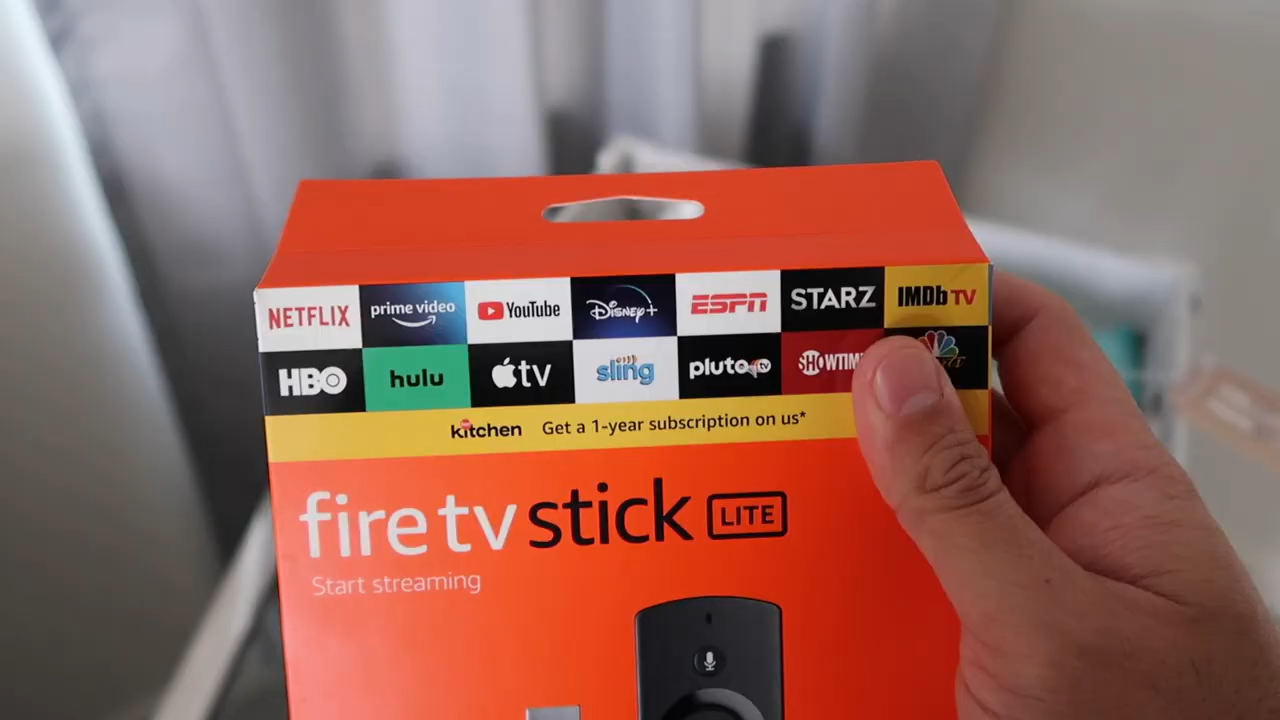 NETFLIX prime video YouTube Disney+ ESPN STARZ IMDb TV
HBO hulu tv sling pluto tv SHOWTIM
kitchen Get a 1-year subscription on us*
fire tv stick LITE
Start streaming